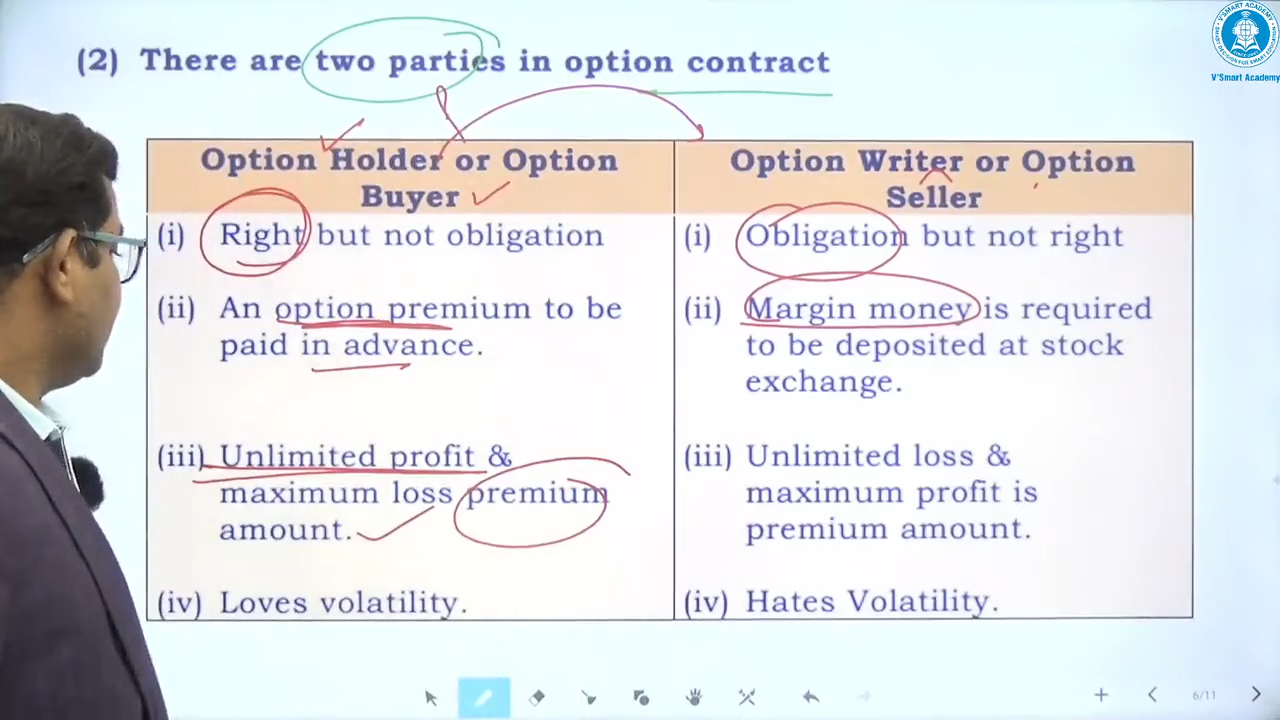 (2) There are two parties in option contract
V'SMART ACADEMY
V'Smart Academy
Option Holder or Option
Buyer
Option Writer or Option
Seller
(i) Right but not obligation
(i) Obligation but not right
(ii) An option premium to be
paid in advance.
(ii) Margin money is required
to be deposited at stock
exchange.
(iii) Unlimited profit &
maximum loss premium
amount.
(iii) Unlimited loss &
maximum profit is
premium amount.
(iv) Loves volatility.
(iv) Hates Volatility.
6/11